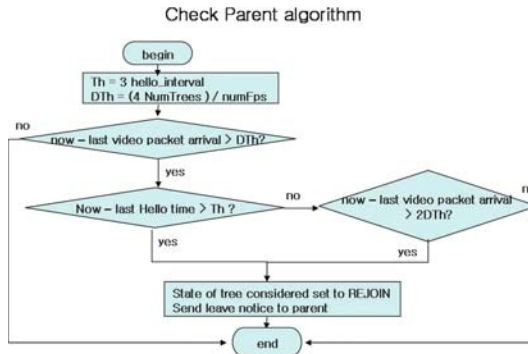 Check Parent algorithm
begin
Th = 3 hello_interval
DTh = (4 NumTrees ) / numFps
no
now – last video packet arrival > DTh?
yes
Now – last Hello time > Th ?
no
now – last video packet arrival
> 2DTh?
yes
yes
State of tree considered set to REJOIN
Send leave notice to parent
end